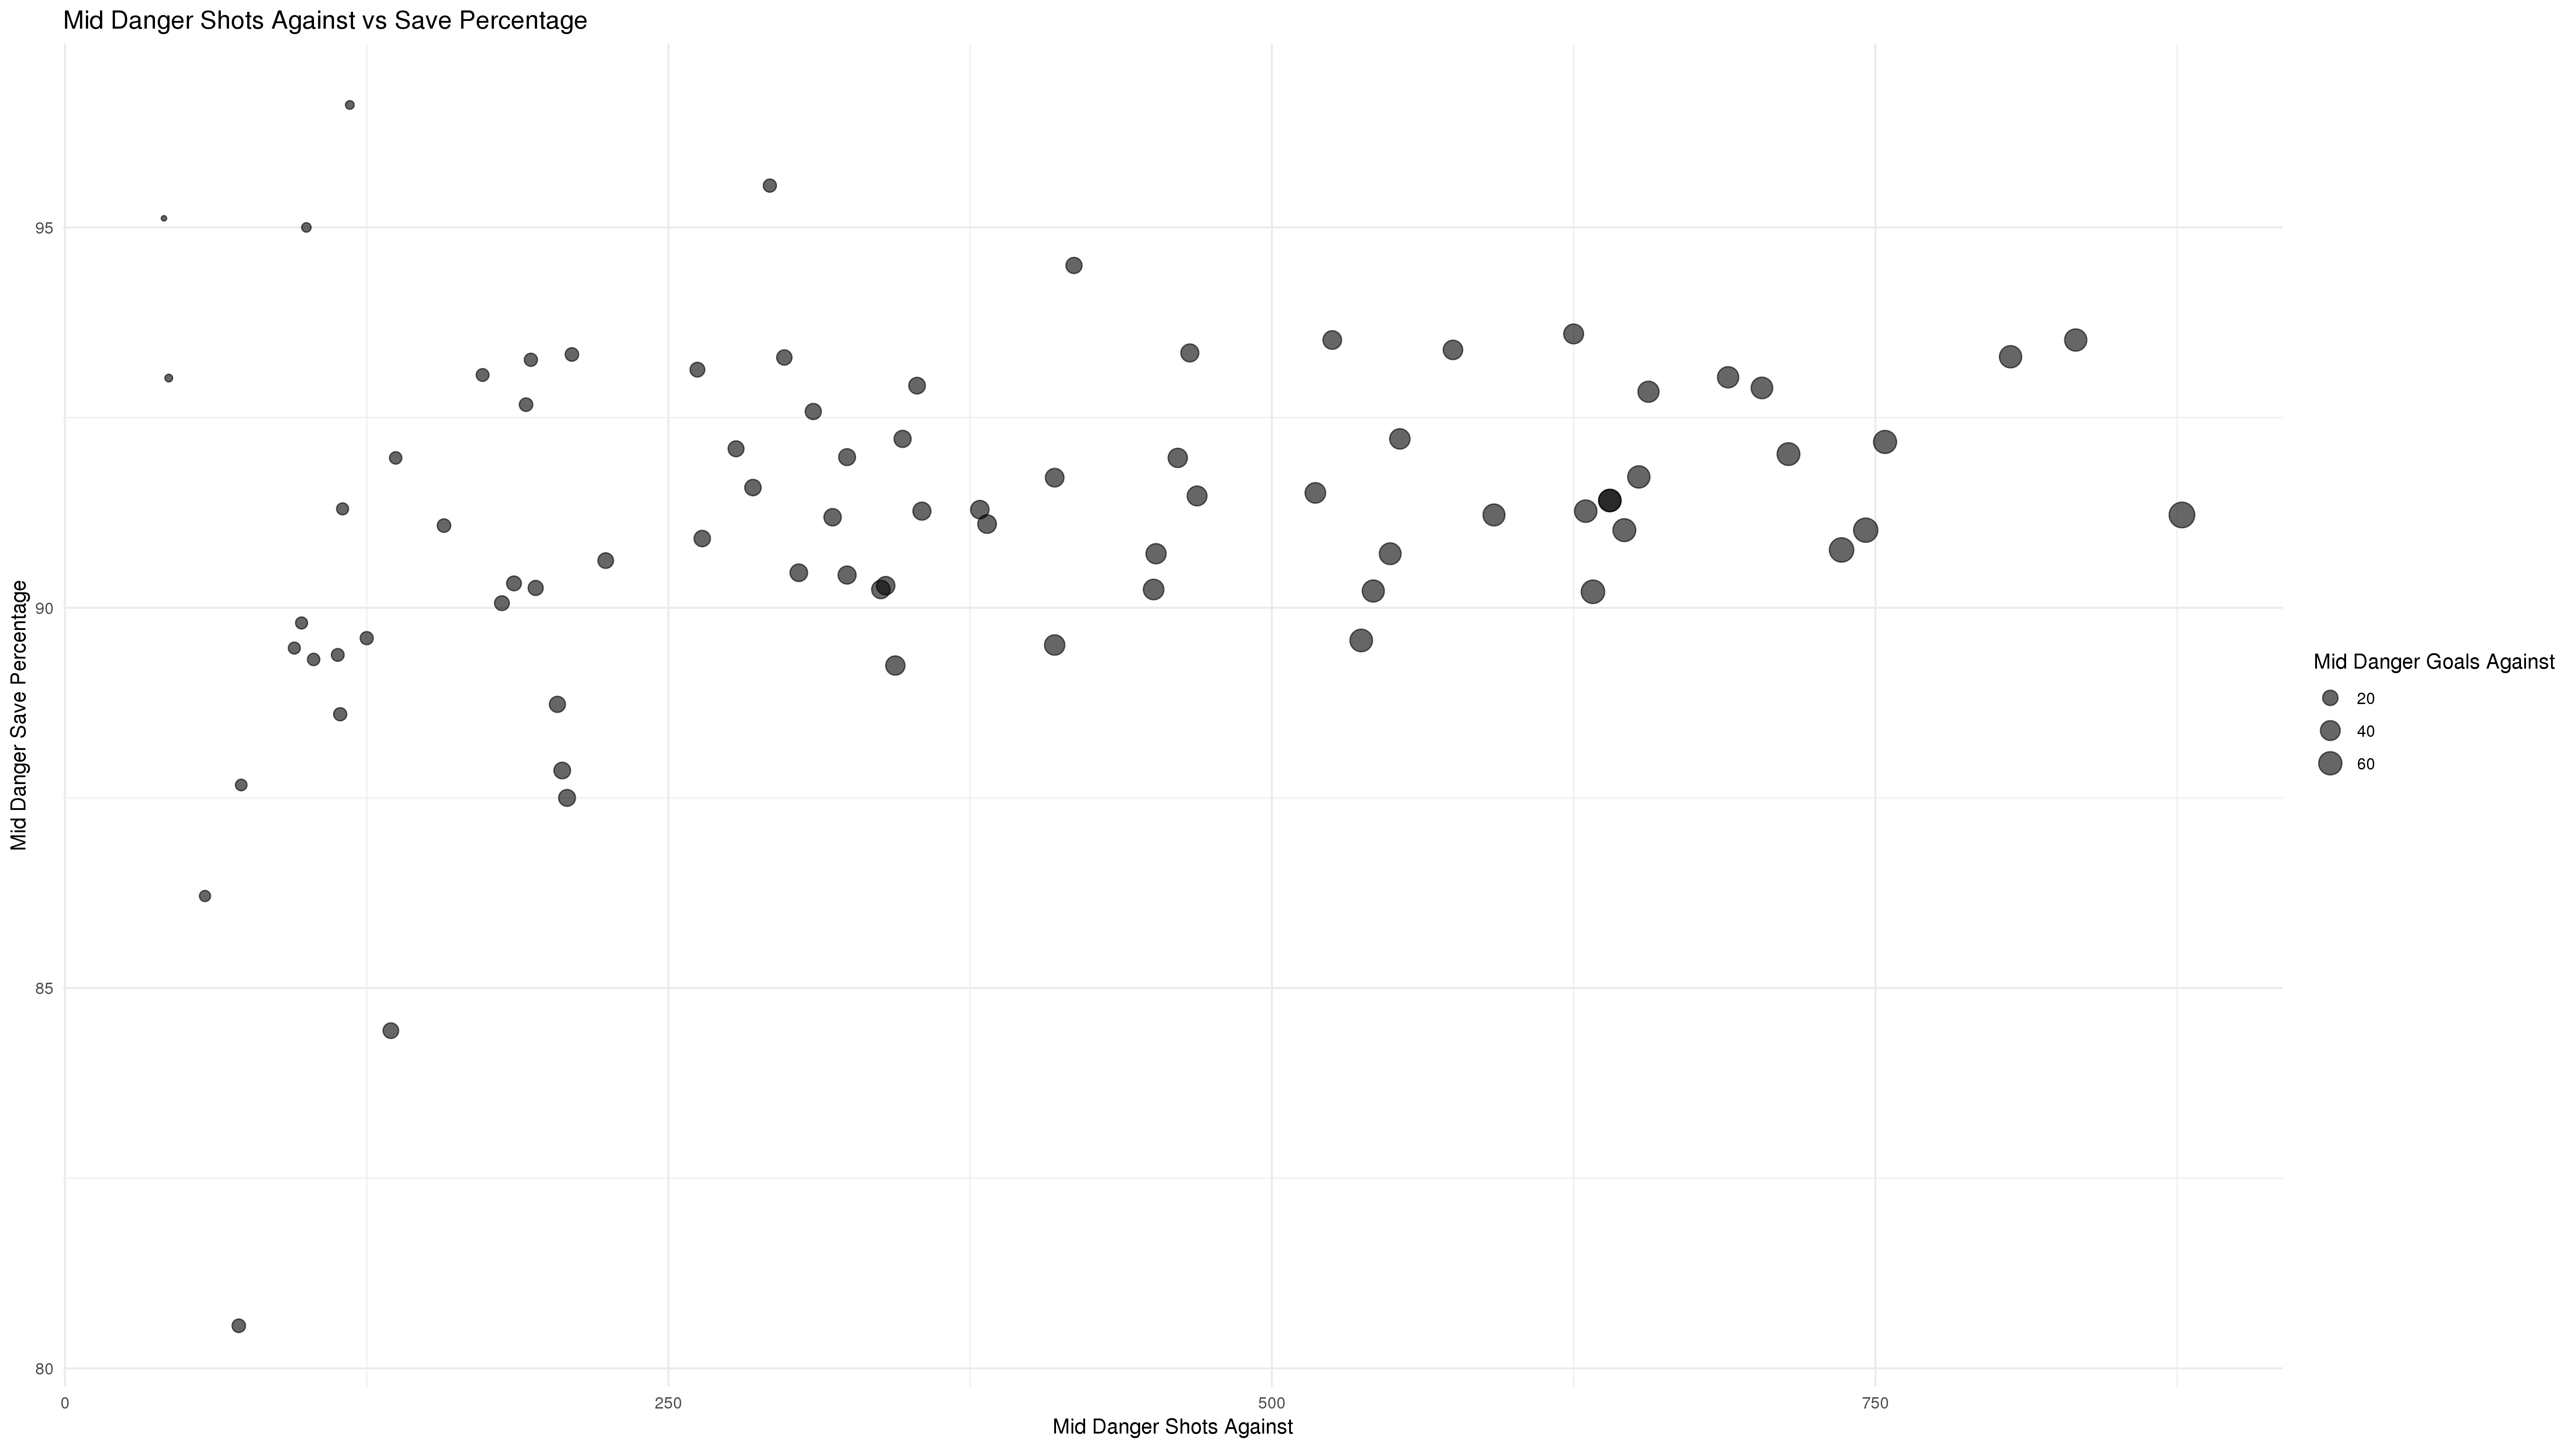 Mid Danger Shots Against vs Save Percentage
95
90
85
80
Mid Danger Save Percentage
0
250
500
750
Mid Danger Shots Against
Mid Danger Goals Against
20
40
60